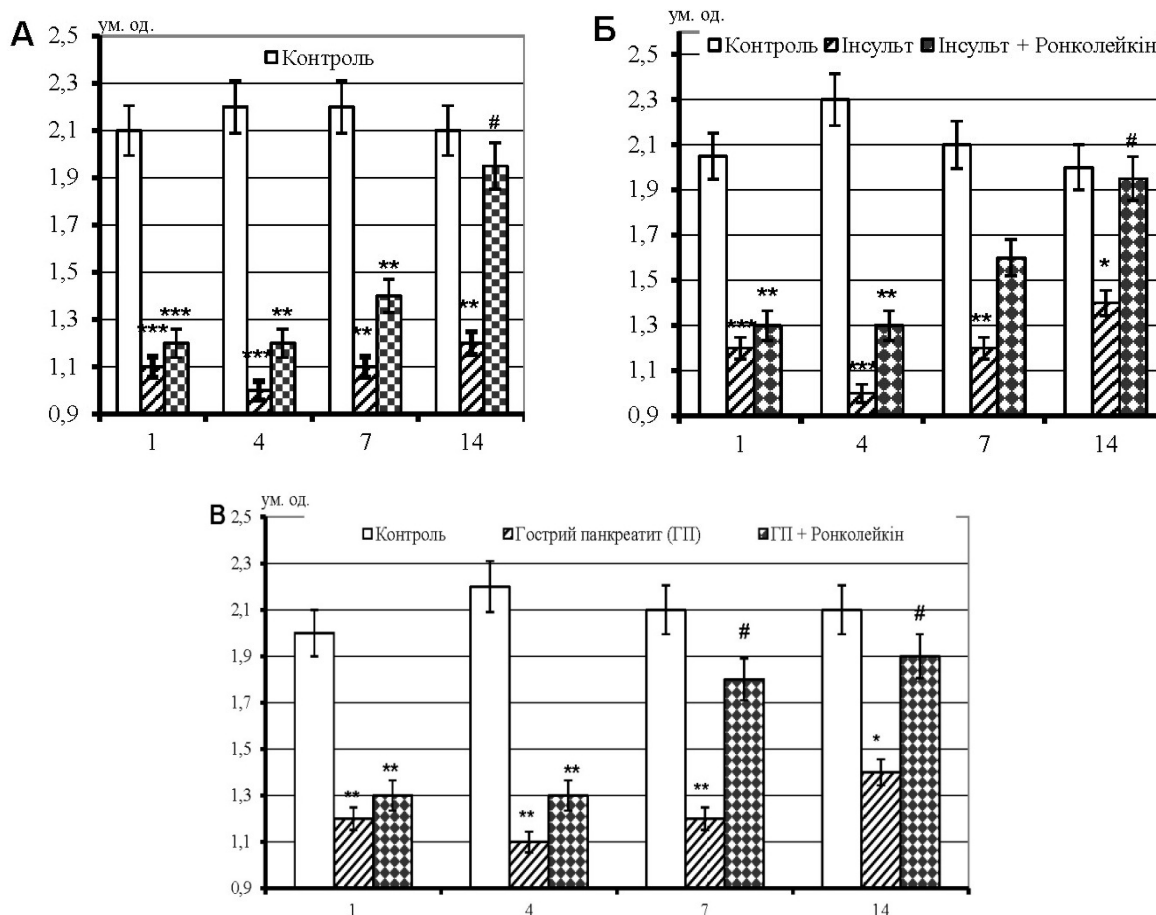 А
ум. од.
2,5
2,3
2,1
1,9
1,7
1,5
1,3
1,1
0,9
Контроль
*** *** *** ** ** ** ** #
1 4 7 14
Б
ум. од.
2,5
2,3
2,1
1,9
1,7
1,5
1,3
1,1
0,9
Контроль Інсульт Інсульт + Ронколейкін
*** ** *** ** ** * #
1 4 7 14
В
ум. од.
2,5
2,3
2,1
1,9
1,7
1,5
1,3
1,1
0,9
Контроль Гострий панкреатит (ГП) ГП + Ронколейкін
** ** ** ** ** # * #
1 4 7 14